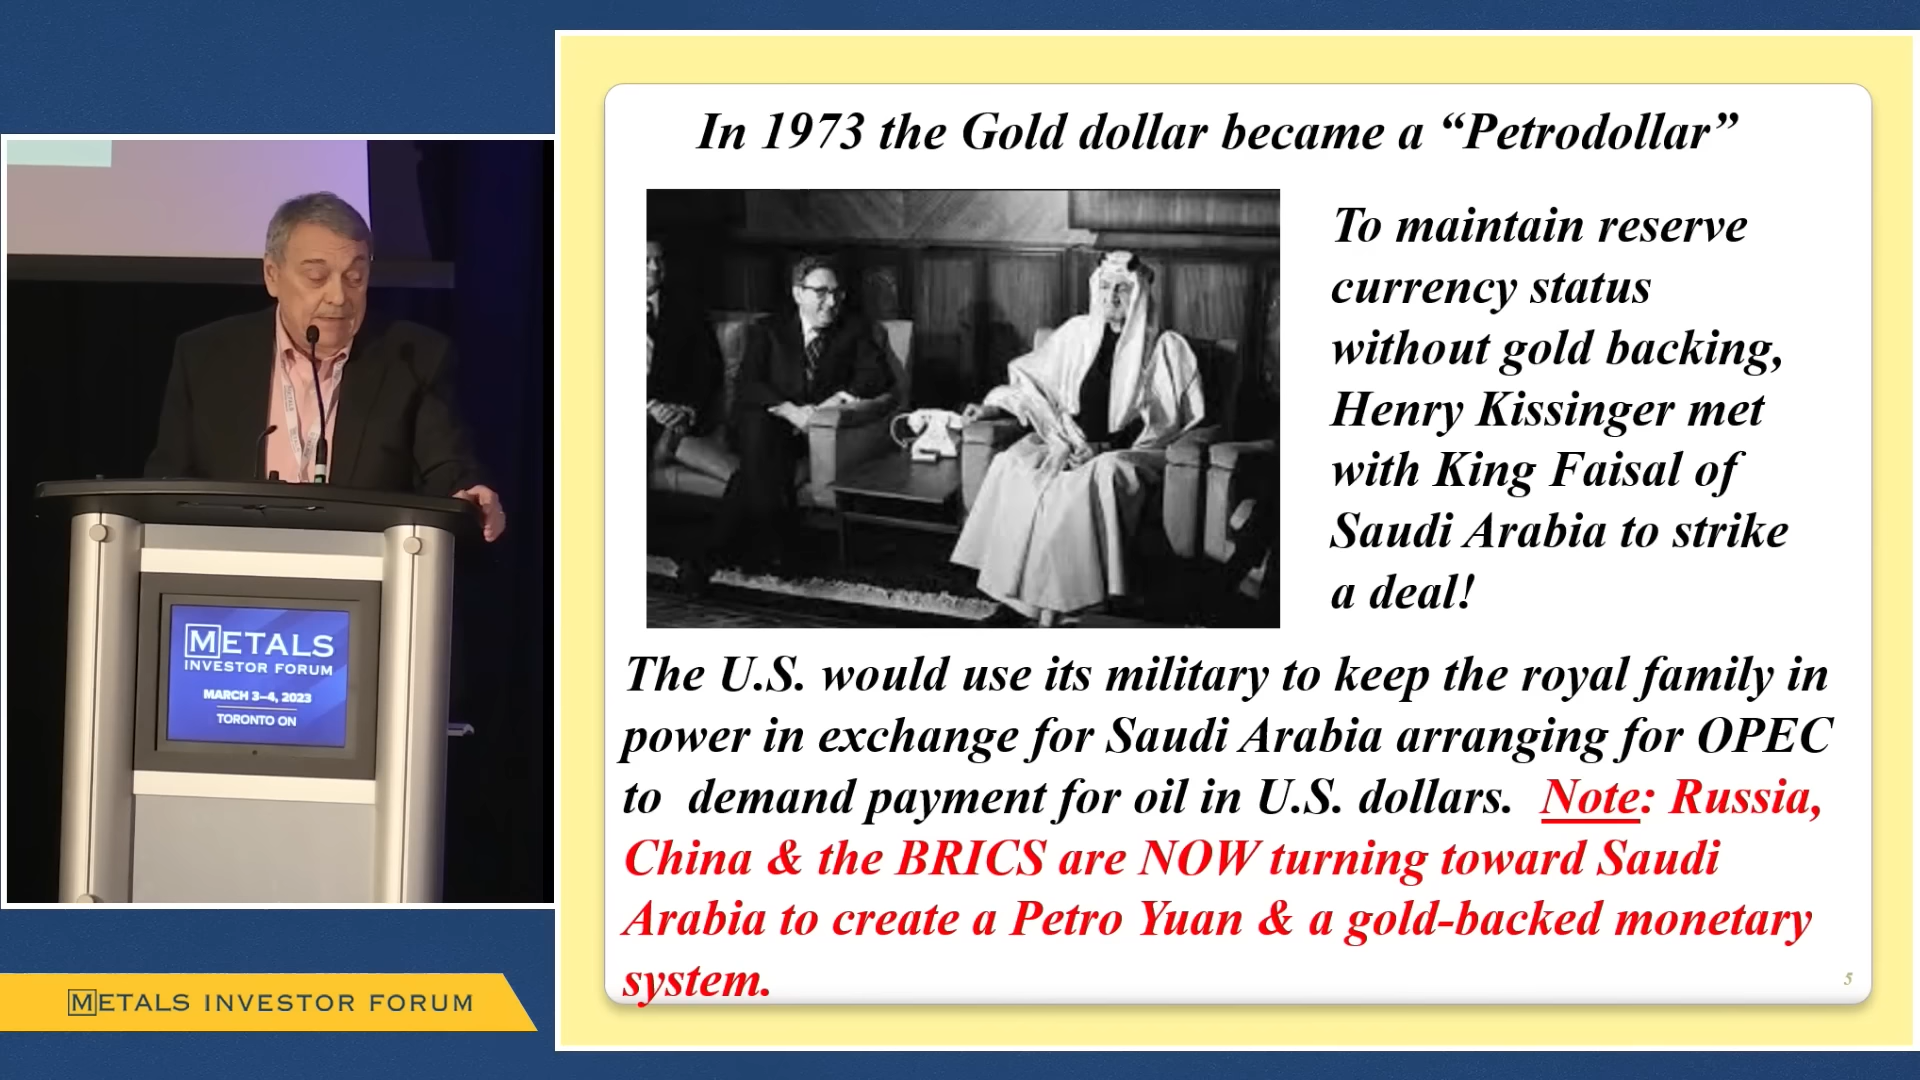 In 1973 the Gold dollar became a “Petrodollar”
To maintain reserve
currency status
without gold backing,
Henry Kissinger met
with King Faisal of
Saudi Arabia to strike
a deal!
The U.S. would use its military to keep the royal family in
power in exchange for Saudi Arabia arranging for OPEC
to demand payment for oil in U.S. dollars. Note: Russia,
China & the BRICS are NOW turning toward Saudi
Arabia to create a Petro Yuan & a gold-backed monetary
system.
5
METALS
INVESTOR FORUM
MARCH 3–4, 2023
TORONTO ON
METALS INVESTOR FORUM